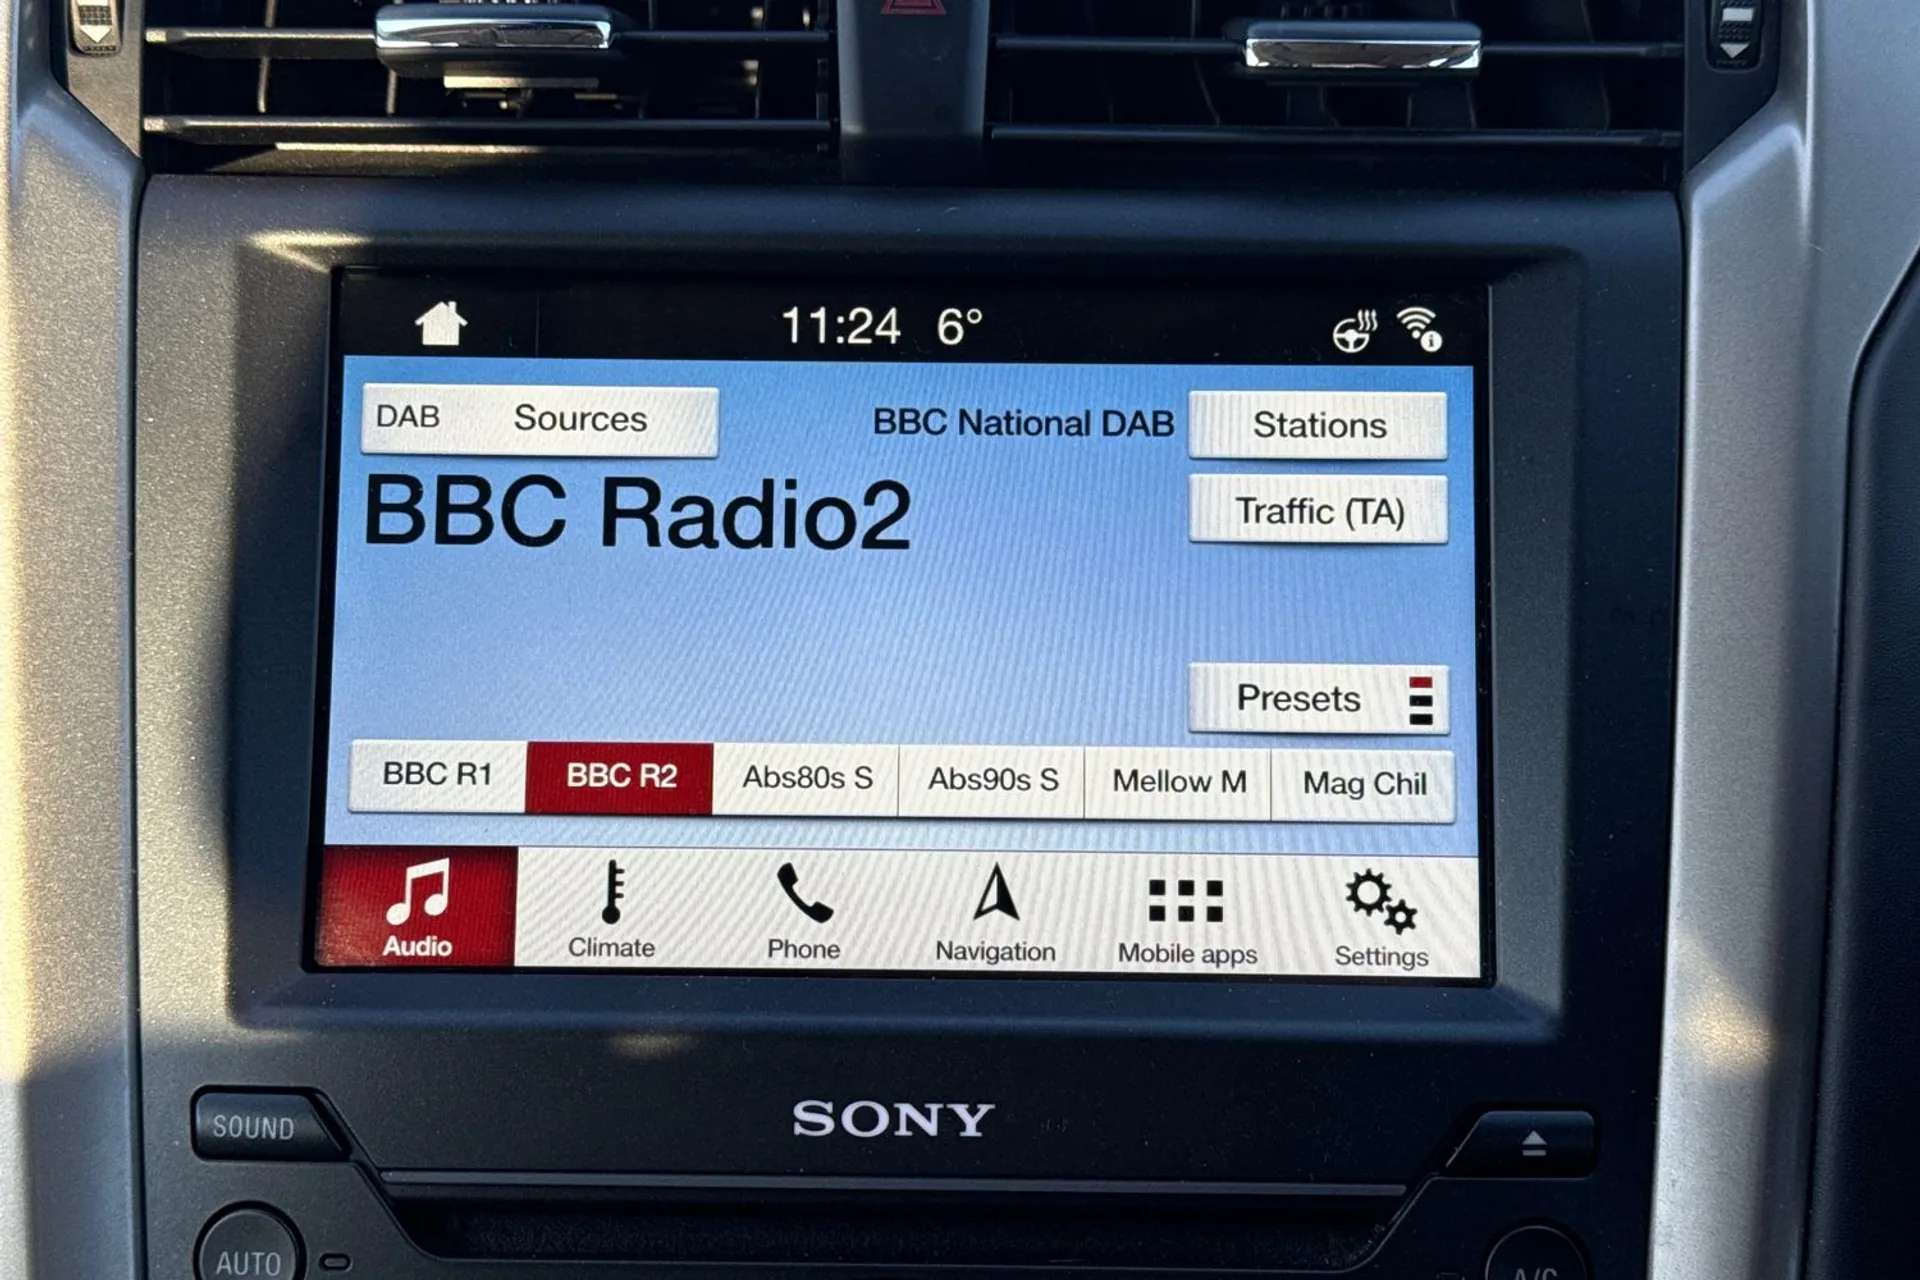 11:24 6°
DAB Sources
BBC National DAB
Stations
BBC Radio2
Traffic (TA)
Presets
BBC R1
BBC R2
Abs80s S
Abs90s S
Mellow M
Mag Chil
Audio
Climate
Phone
Navigation
Mobile apps
Settings
SONY
SOUND
AUTO
A/C